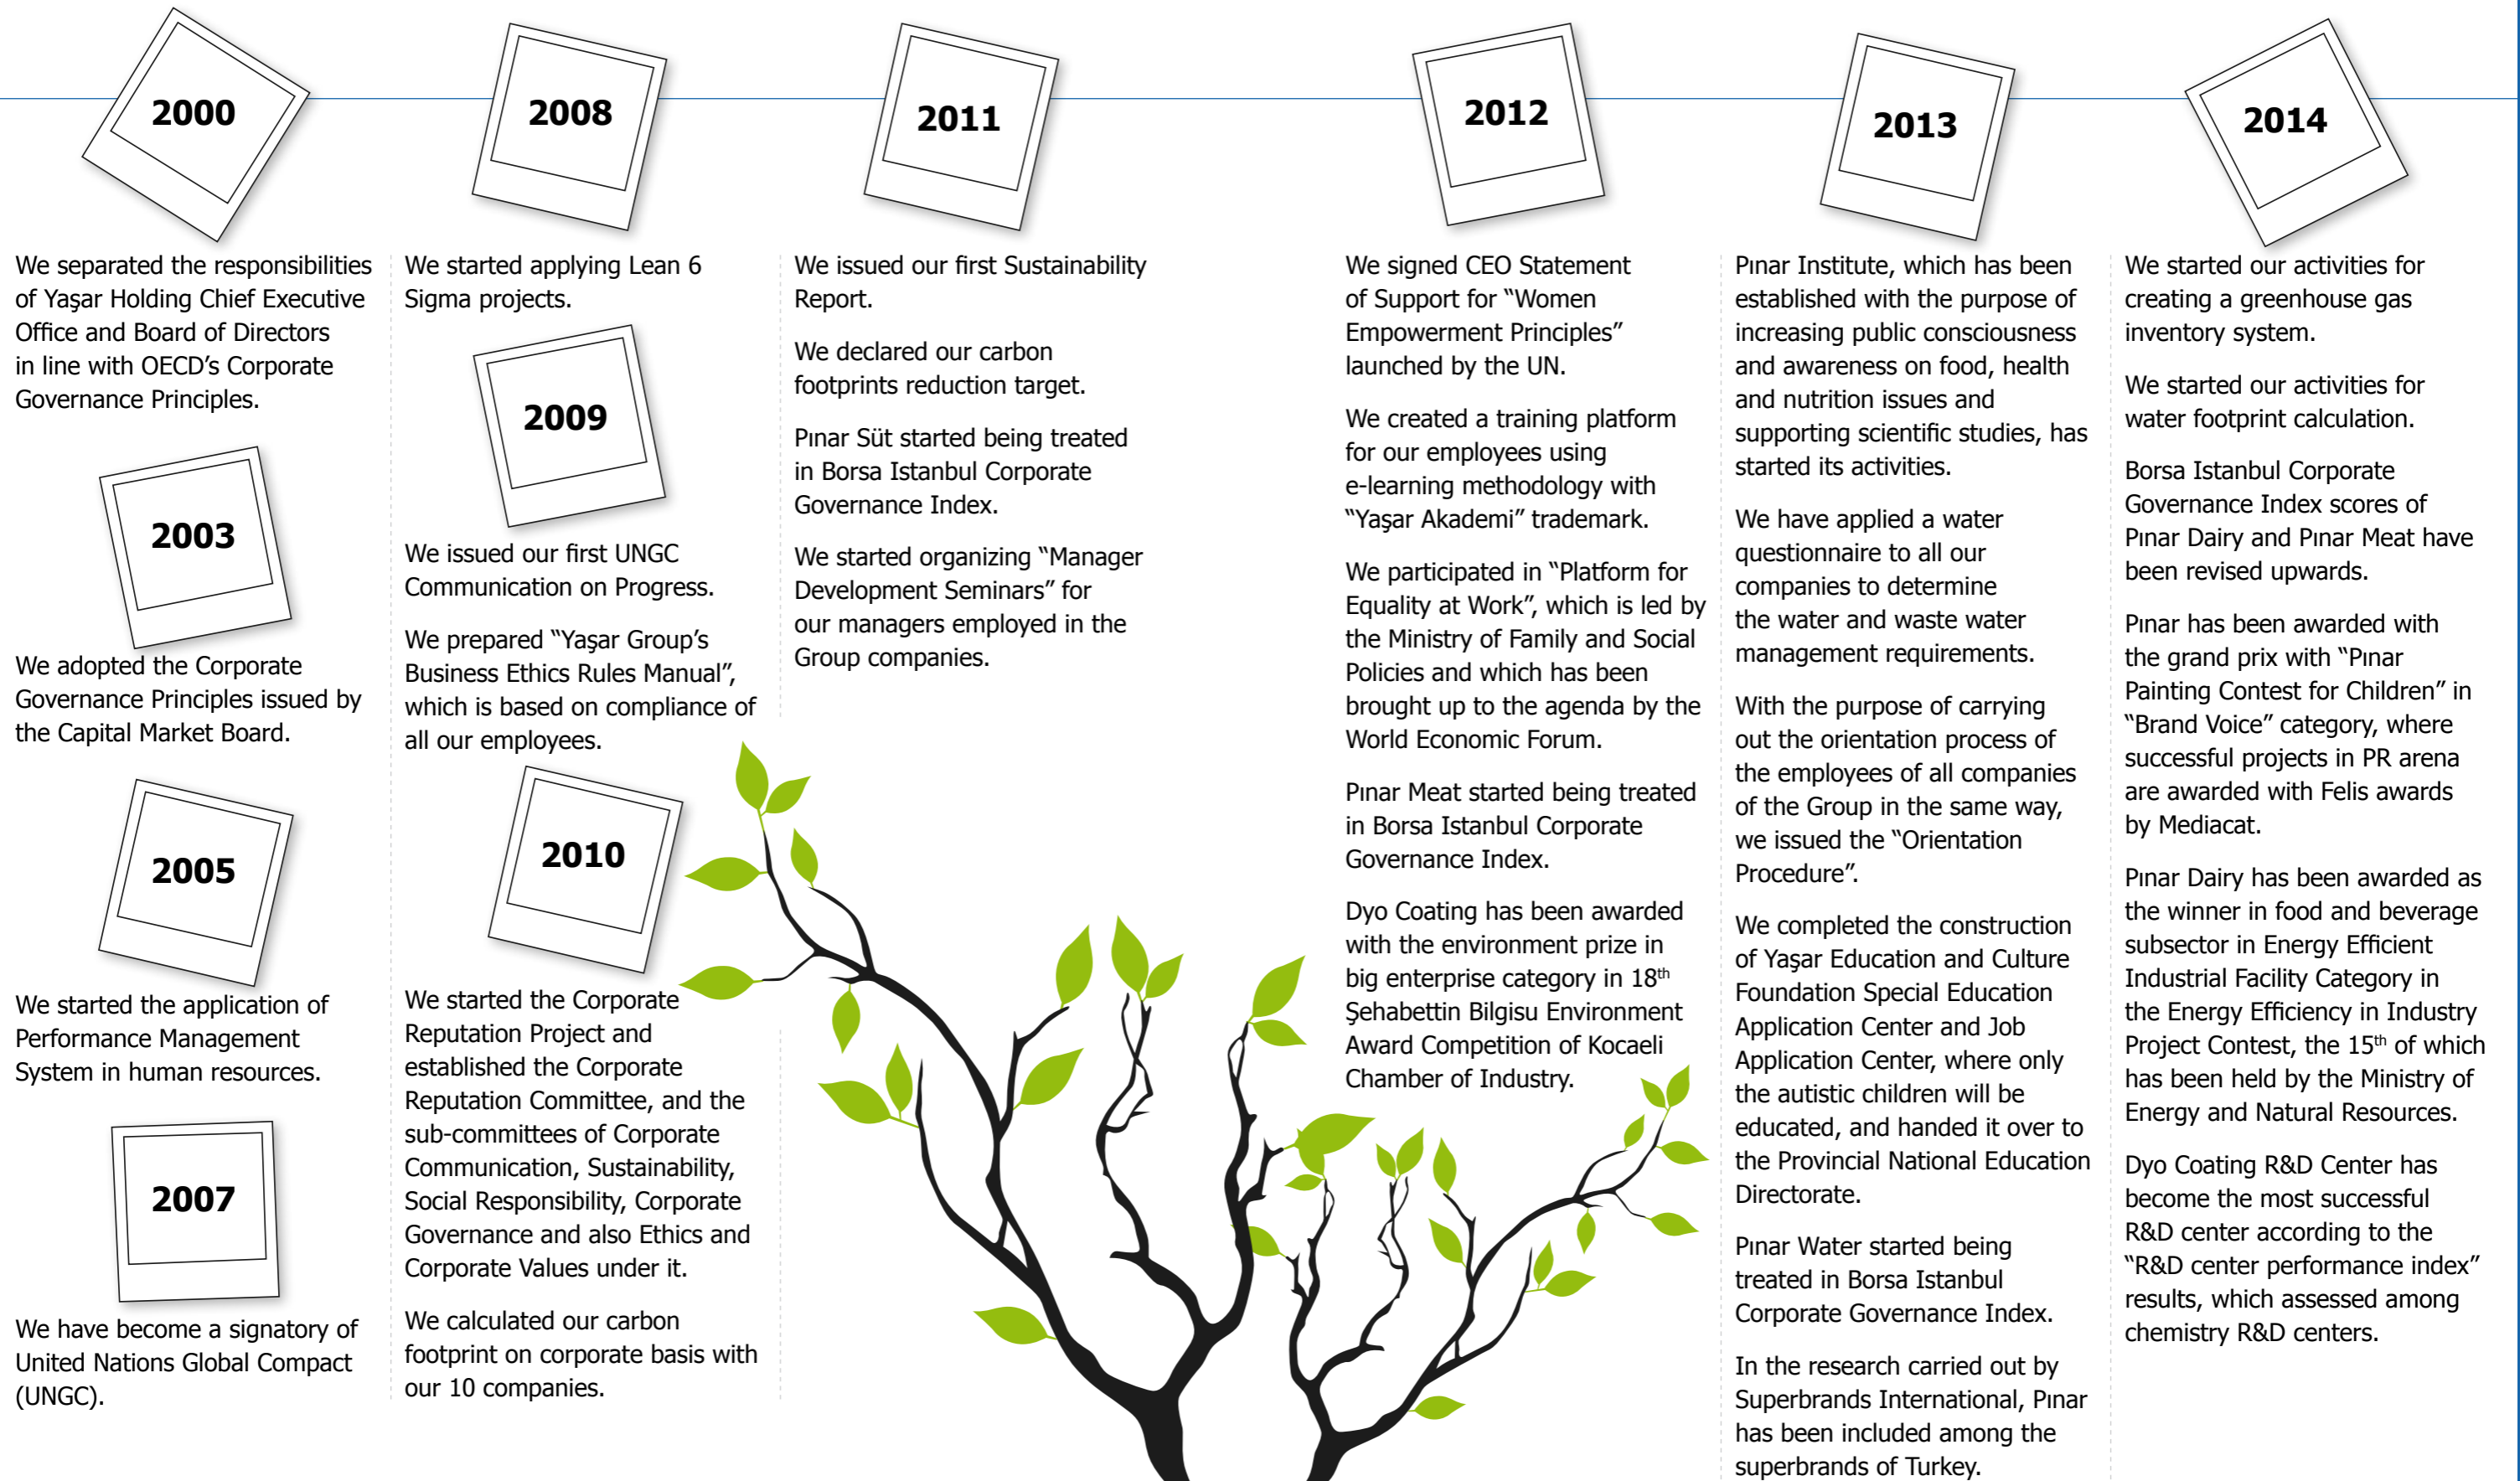 2000
We separated the responsibilities
of Yaşar Holding Chief Executive
Office and Board of Directors
in line with OECD’s Corporate
Governance Principles.
2003
We adopted the Corporate
Governance Principles issued by
the Capital Market Board.
2005
We started the application of
Performance Management
System in human resources.
2007
We have become a signatory of
United Nations Global Compact
(UNGC).
2008
We started applying Lean 6
Sigma projects.
2009
We issued our first UNGC
Communication on Progress.
We prepared “Yaşar Group’s
Business Ethics Rules Manual”,
which is based on compliance of
all our employees.
2010
We started the Corporate
Reputation Project and
established the Corporate
Reputation Committee, and the
sub-committees of Corporate
Communication, Sustainability,
Social Responsibility, Corporate
Governance and also Ethics and
Corporate Values under it.
We calculated our carbon
footprint on corporate basis with
our 10 companies.
2011
We issued our first Sustainability
Report.
We declared our carbon
footprints reduction target.
Pınar Süt started being treated
in Borsa Istanbul Corporate
Governance Index.
We started organizing “Manager
Development Seminars” for
our managers employed in the
Group companies.
2012
We signed CEO Statement
of Support for “Women
Empowerment Principles”
launched by the UN.
We created a training platform
for our employees using
e-learning methodology with
“Yaşar Akademi” trademark.
We participated in “Platform for
Equality at Work”, which is led by
the Ministry of Family and Social
Policies and which has been
brought up to the agenda by the
World Economic Forum.
Pınar Meat started being treated
in Borsa Istanbul Corporate
Governance Index.
Dyo Coating has been awarded
with the environment prize in
big enterprise category in 18th
Şehabettin Bilgisu Environment
Award Competition of Kocaeli
Chamber of Industry.
2013
Pınar Institute, which has been
established with the purpose of
increasing public consciousness
and awareness on food, health
and nutrition issues and
supporting scientific studies, has
started its activities.
We have applied a water
questionnaire to all our
companies to determine
the water and waste water
management requirements.
With the purpose of carrying
out the orientation process of
the employees of all companies
of the Group in the same way,
we issued the “Orientation
Procedure”.
We completed the construction
of Yaşar Education and Culture
Foundation Special Education
Application Center and Job
Application Center, where only
the autistic children will be
educated, and handed it over to
the Provincial National Education
Directorate.
Pınar Water started being
treated in Borsa Istanbul
Corporate Governance Index.
In the research carried out by
Superbrands International, Pınar
has been included among the
superbrands of Turkey.
2014
We started our activities for
creating a greenhouse gas
inventory system.
We started our activities for
water footprint calculation.
Borsa Istanbul Corporate
Governance Index scores of
Pınar Dairy and Pınar Meat have
been revised upwards.
Pınar has been awarded with
the grand prix with “Pınar
Painting Contest for Children” in
“Brand Voice” category, where
successful projects in PR arena
are awarded with Felis awards
by Mediacat.
Pınar Dairy has been awarded as
the winner in food and beverage
subsector in Energy Efficient
Industrial Facility Category in
the Energy Efficiency in Industry
Project Contest, the 15th of which
has been held by the Ministry of
Energy and Natural Resources.
Dyo Coating R&D Center has
become the most successful
R&D center according to the
“R&D center performance index”
results, which assessed among
chemistry R&D centers.